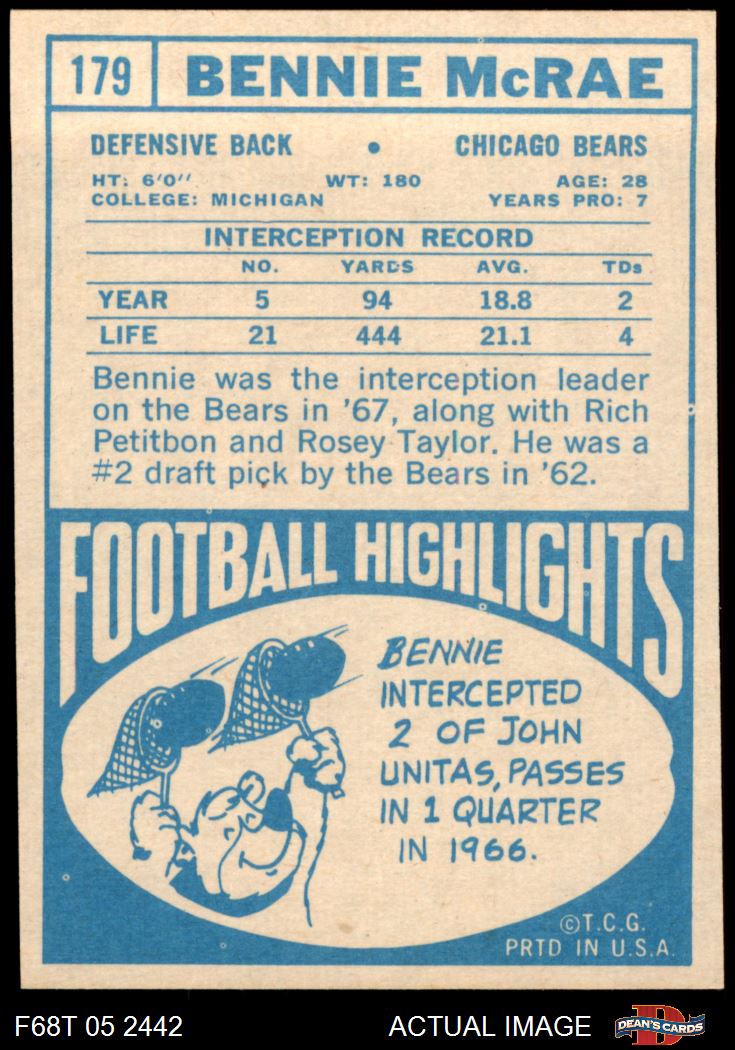 179 BENNIE McRAE
DEFENSIVE BACK • CHICAGO BEARS
HT: 6'0'' WT: 180 AGE: 28
COLLEGE: MICHIGAN YEARS PRO: 7
INTERCEPTION RECORD
NO. YARDS AVG. TDs
YEAR 5 94 18.8 2
LIFE 21 444 21.1 4
Bennie was the interception leader
on the Bears in '67, along with Rich
Petitbon and Rosey Taylor. He was a
#2 draft pick by the Bears in '62.
FOOTBALL HIGHLIGHTS
BENNIE
INTERCEPTED
2 OF JOHN
UNITAS, PASSES
IN 1 QUARTER
IN 1966.
©T.C.G.
PRTD IN U.S.A.
F68T 05 2442 ACTUAL IMAGE D DEAN'S CARDS